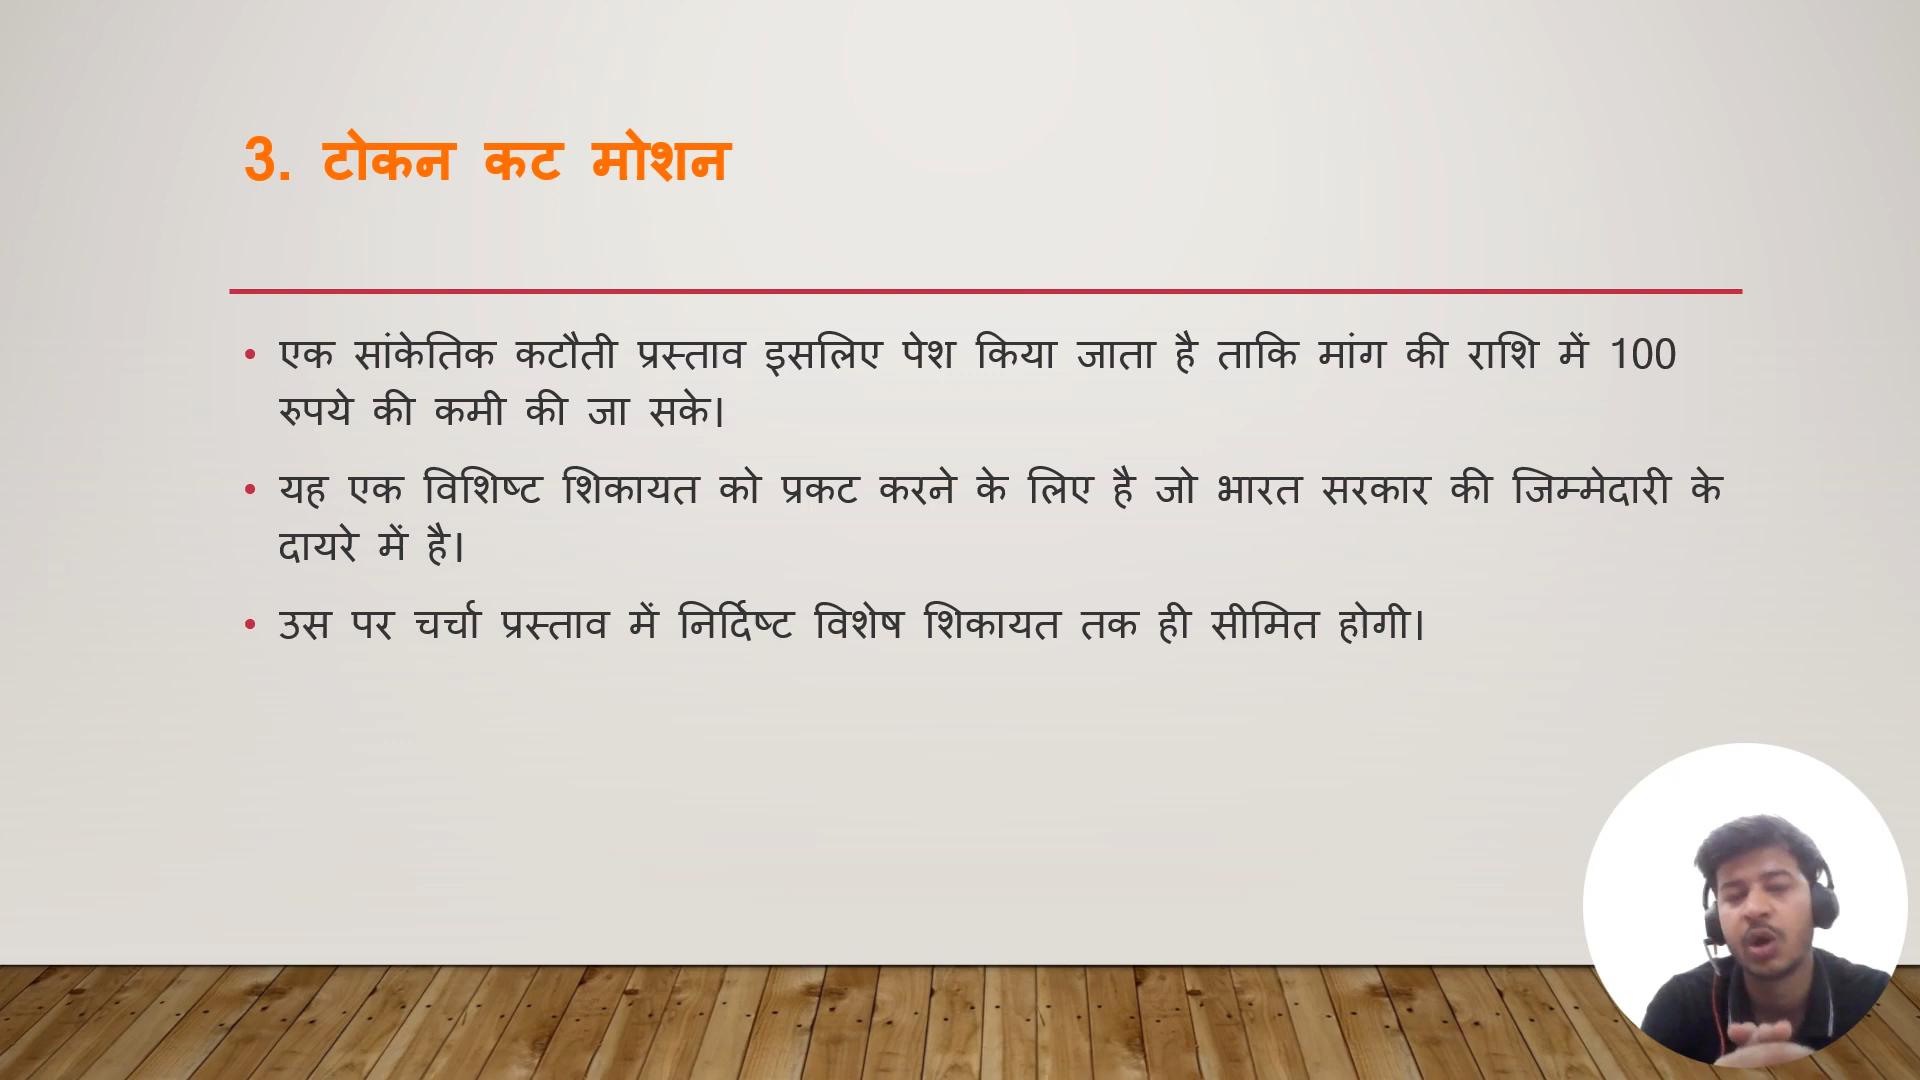 3. टोकन कट मोशन
• एक सांकेतिक कटौती प्रस्ताव इसलिए पेश किया जाता है ताकि मांग की राशि में 100
रुपये की कमी की जा सके।
• यह एक विशिष्ट शिकायत को प्रकट करने के लिए है जो भारत सरकार की जिम्मेदारी के
दायरे में है।
• उस पर चर्चा प्रस्ताव में निर्दिष्ट विशेष शिकायत तक ही सीमित होगी।